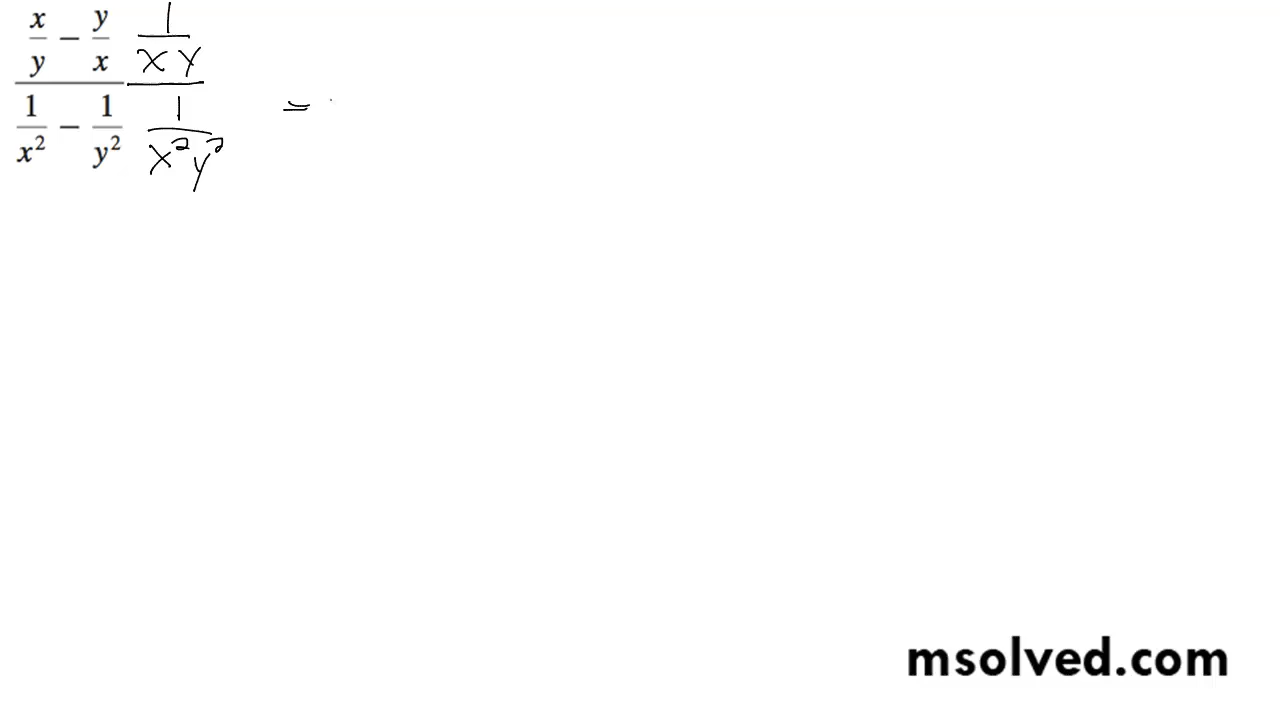 x/y − y/x 1/XY
1/x² − 1/y² 1/x²y² =
msolved.com